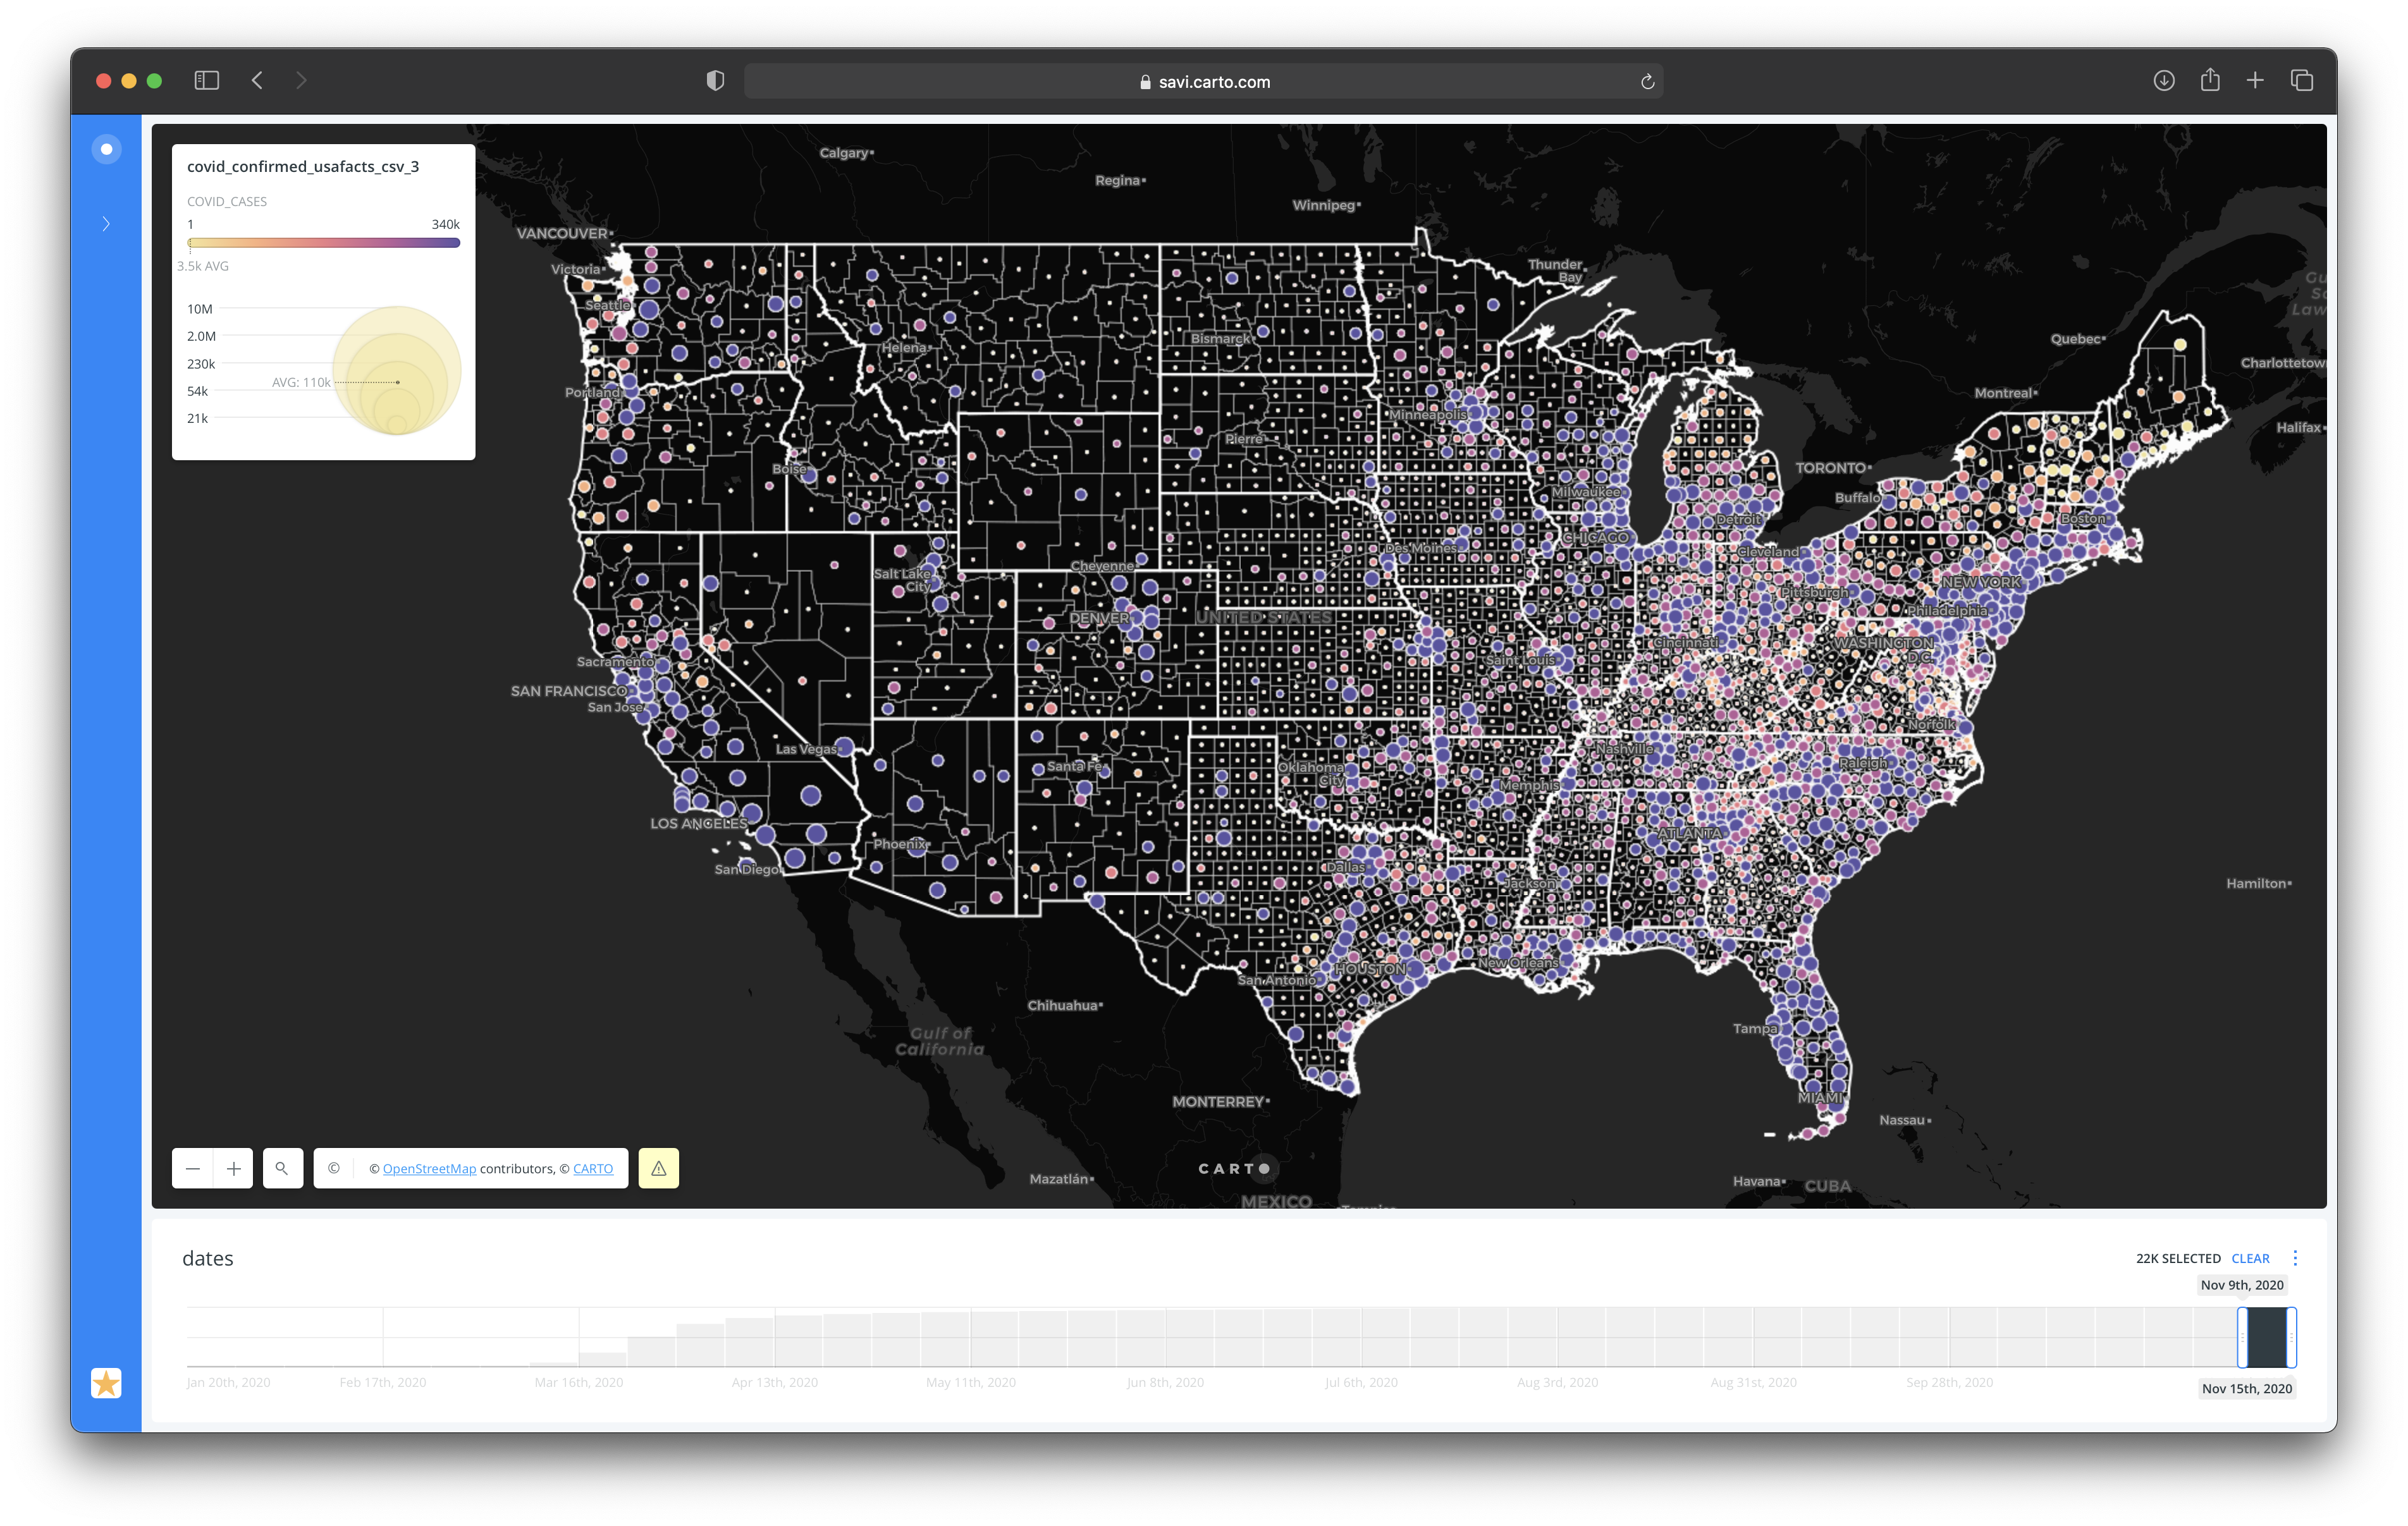 savi.carto.com
covid_confirmed_usafacts_csv_3
COVID_CASES
1 340k
3.5k AVG
10M
2.0M
230k
AVG: 110k
54k
21k
Calgary
Regina
Winnipeg
VANCOUVER
Victoria
Seattle
Thunder
Bay
Gu
Law
Quebec
Charlottetow
Helena
Bismarck
Portland
Montreal
Minneapolis
Halifax
Pierre
Boise
TORONTO
Milwaukee
Buffalo
Detroit
Boston
CHICAGO
Des Moines
Cleveland
Cheyenne
Salt Lake
City
NEW YORK
Pittsburgh
DENVER
UNITED STATES
Philadelphia
Cincinnati
WASHINGTON
D.C.
Sacramento
Saint Louis
SAN FRANCISCO
San Jose
Norfolk
Las Vegas
Nashville
Santa Fe
Oklahoma
City
Raleigh
Memphis
LOS ANGELES
ATLANTA
Phoenix
San Diego
Dallas
Jackson
Hamilton
New Orleans
HOUSTON
San Antonio
Chihuahua
Gulf of
California
Tampa
MONTERREY
MIAMI
Nassau
© © OpenStreetMap contributors, © CARTO
CARTO
Mazatlán
Havana
CUBA
MEXICO
Tampico
dates
22K SELECTED CLEAR
Nov 9th, 2020
Jan 20th, 2020 Feb 17th, 2020 Mar 16th, 2020 Apr 13th, 2020 May 11th, 2020 Jun 8th, 2020 Jul 6th, 2020 Aug 3rd, 2020 Aug 31st, 2020 Sep 28th, 2020
Nov 15th, 2020